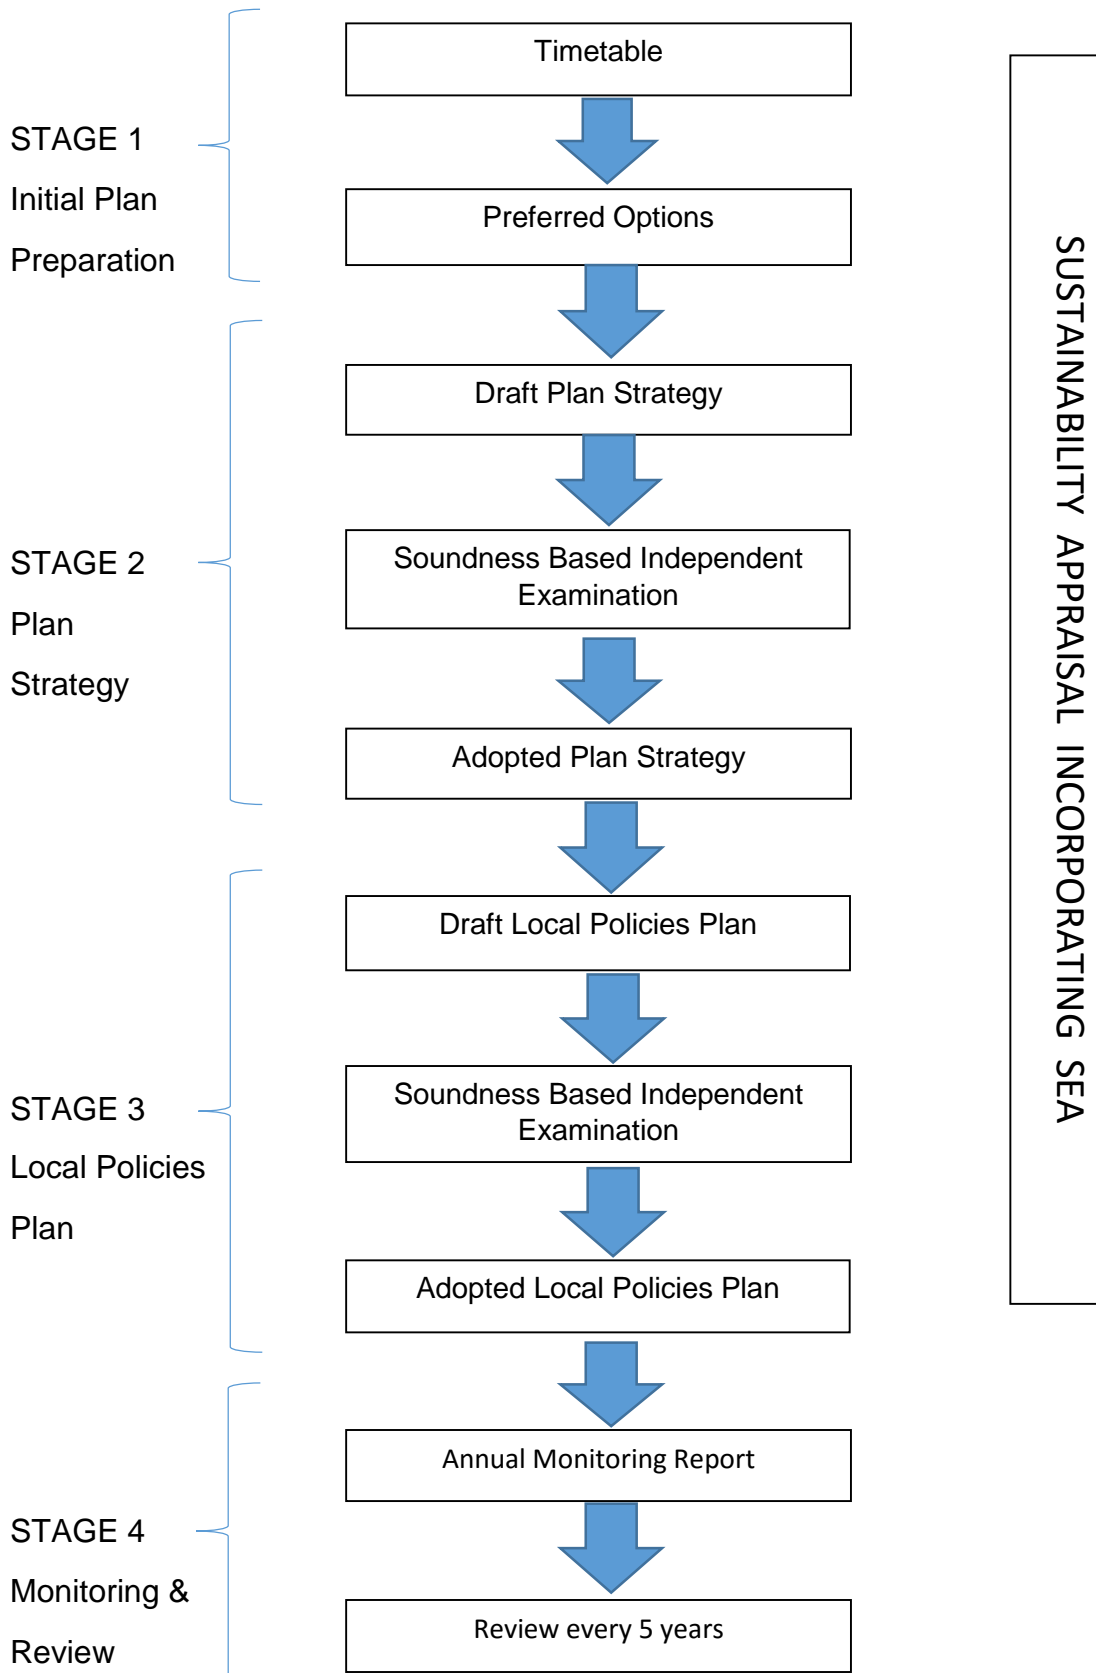 STAGE 1
Initial Plan
Preparation
Timetable
Preferred Options
STAGE 2
Plan
Strategy
Draft Plan Strategy
Soundness Based Independent
Examination
Adopted Plan Strategy
STAGE 3
Local Policies
Plan
Draft Local Policies Plan
Soundness Based Independent
Examination
Adopted Local Policies Plan
STAGE 4
Monitoring &
Review
Annual Monitoring Report
Review every 5 years
SUSTAINABILITY APPRAISAL INCORPORATING SEA